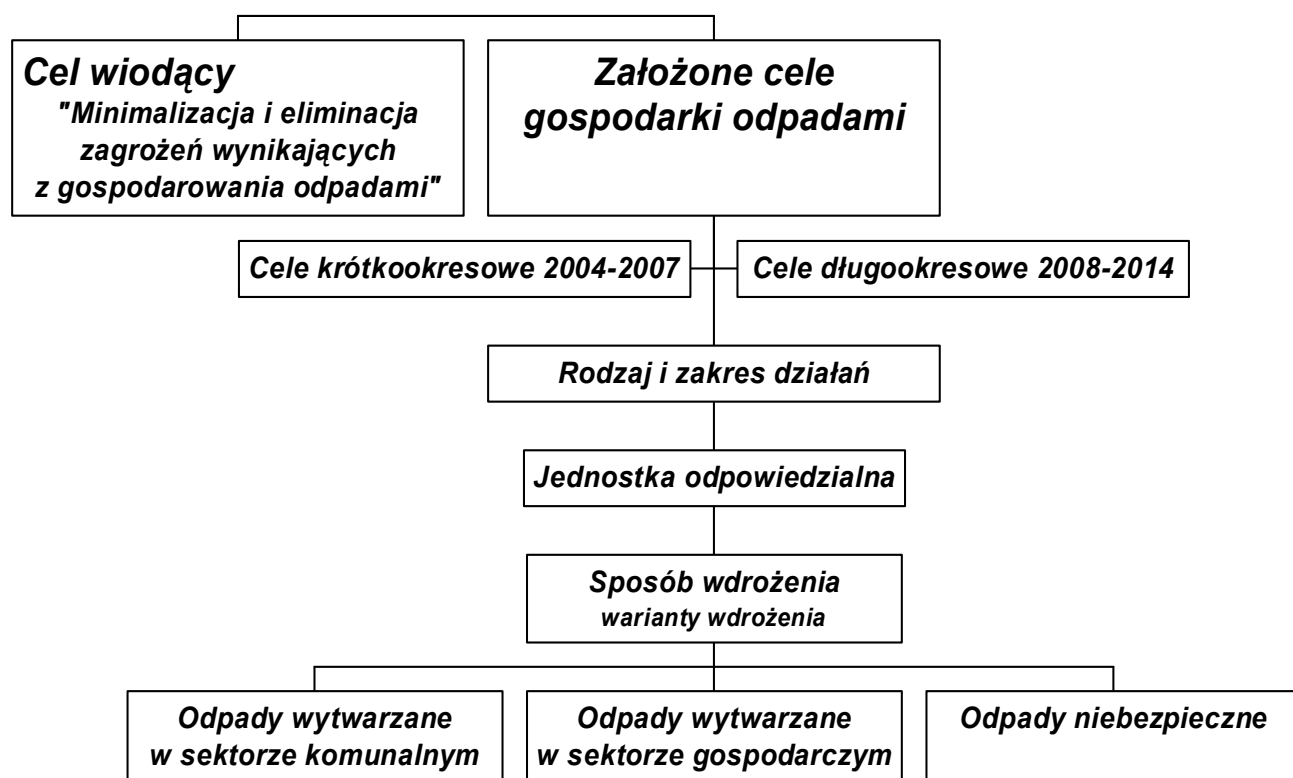 Cel wiodący
"Minimalizacja i eliminacja
zagrożeń wynikających
z gospodarowania odpadami"
Założone cele
gospodarki odpadami
Cele krótkookresowe 2004-2007
Cele długookresowe 2008-2014
Rodzaj i zakres działań
Jednostka odpowiedzialna
Sposób wdrożenia
warianty wdrożenia
Odpady wytwarzane
w sektorze komunalnym
Odpady wytwarzane
w sektorze gospodarczym
Odpady niebezpieczne